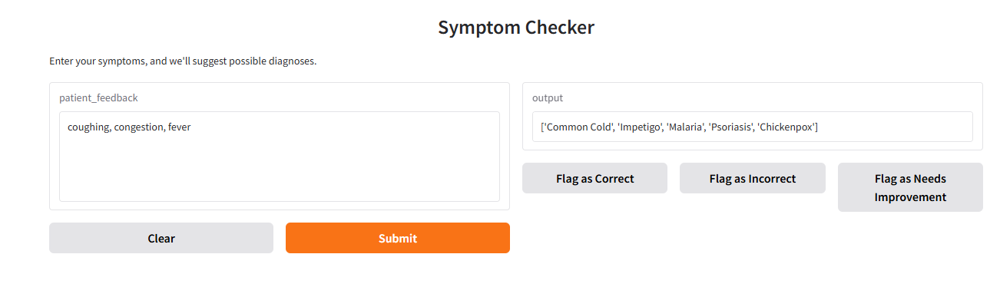 Symptom Checker
Enter your symptoms, and we'll suggest possible diagnoses.
patient_feedback
coughing, congestion, fever
Clear
Submit
output
['Common Cold', 'Impetigo', 'Malaria', 'Psoriasis', 'Chickenpox']
Flag as Correct
Flag as Incorrect
Flag as Needs
Improvement